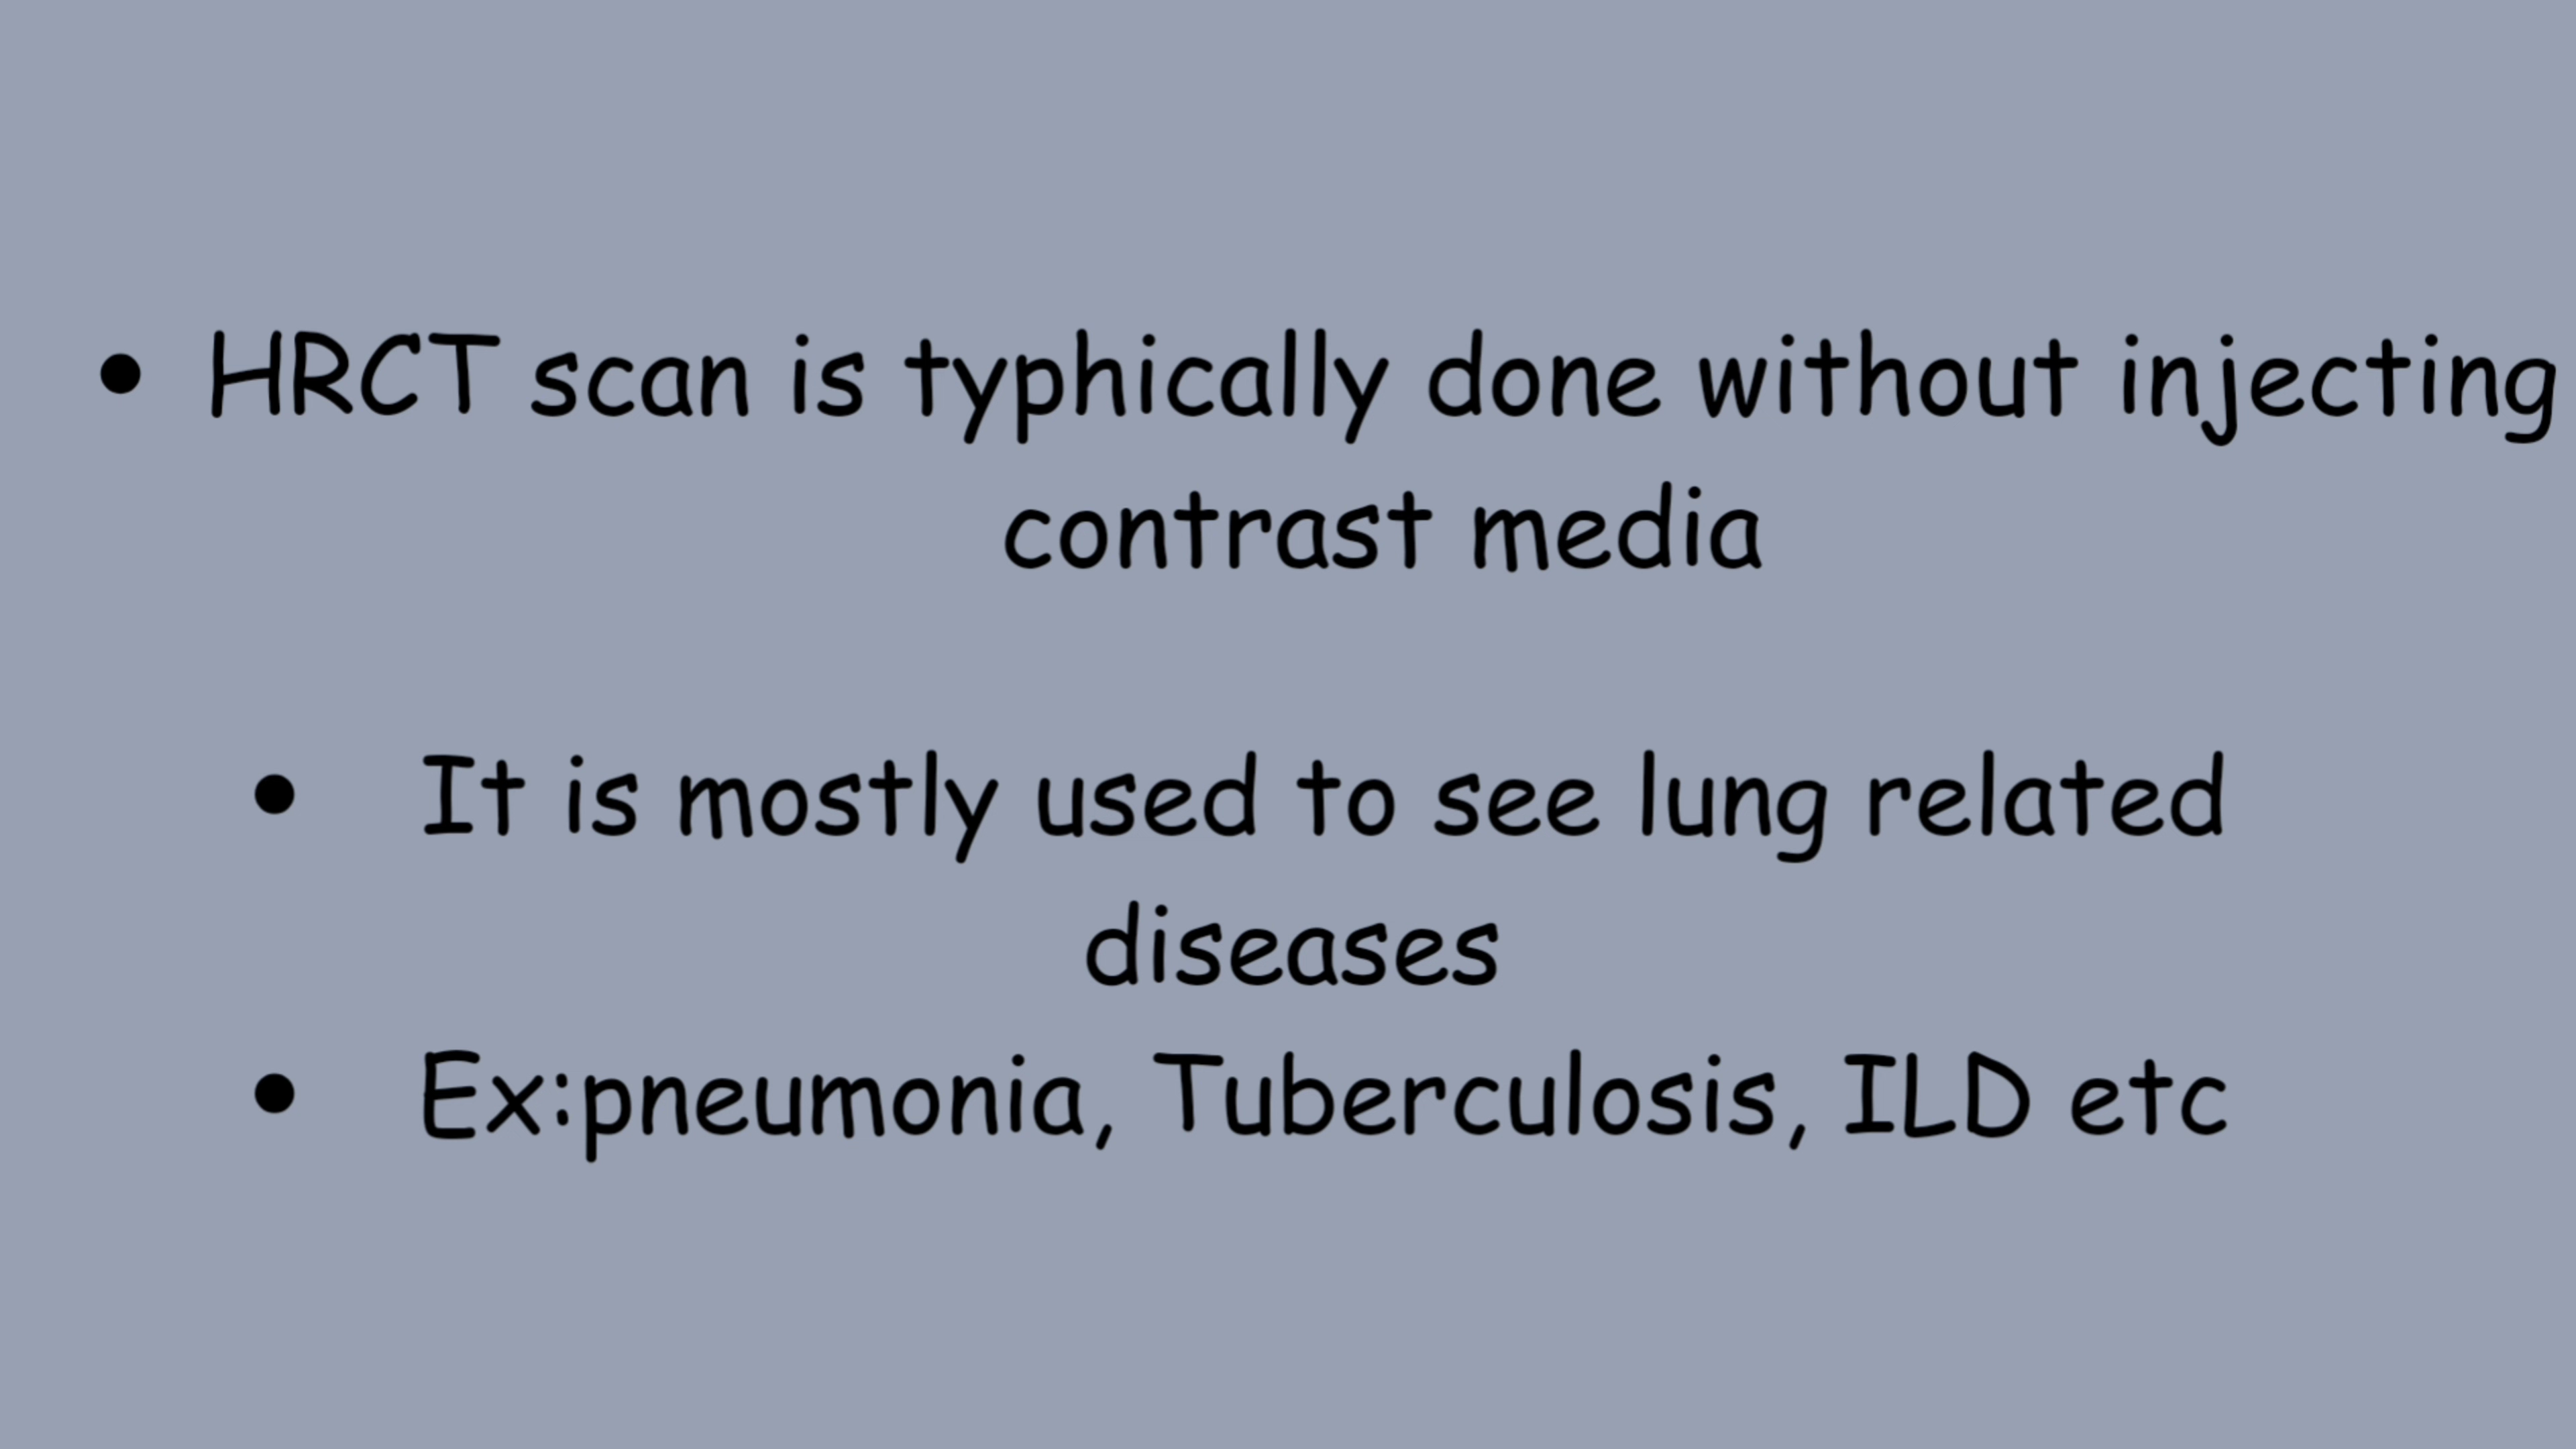 • HRCT scan is typhically done without injecting
contrast media
• It is mostly used to see lung related
diseases
• Ex:pneumonia, Tuberculosis, ILD etc